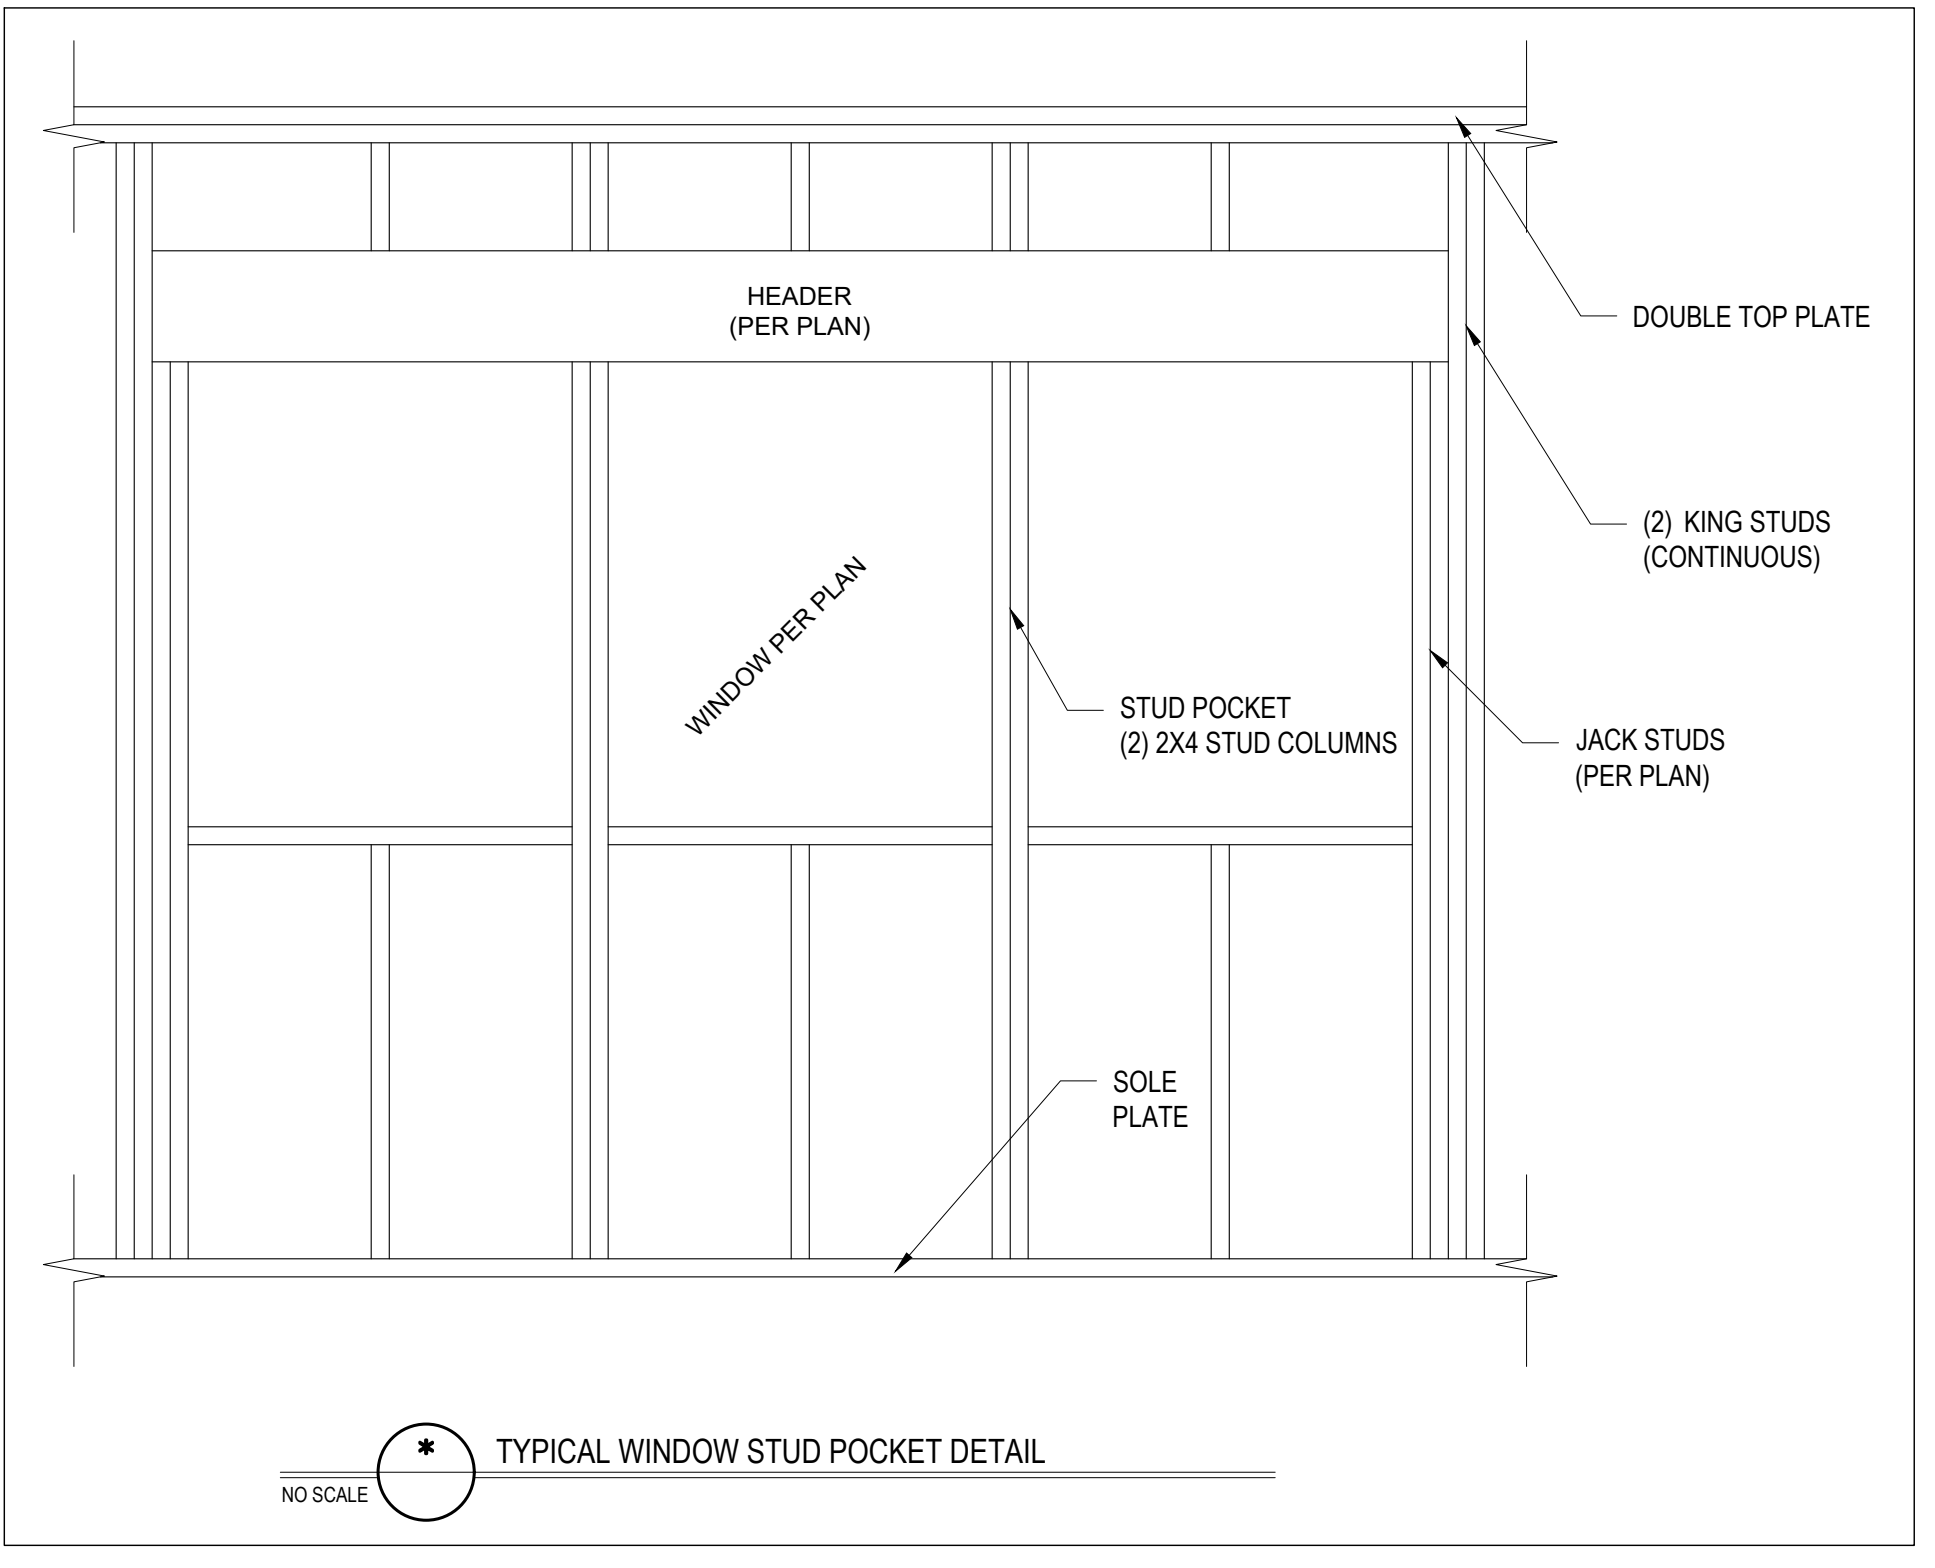 HEADER
(PER PLAN)
DOUBLE TOP PLATE
(2) KING STUDS
(CONTINUOUS)
WINDOW PER PLAN
STUD POCKET
(2) 2X4 STUD COLUMNS
JACK STUDS
(PER PLAN)
SOLE
PLATE
*
TYPICAL WINDOW STUD POCKET DETAIL
NO SCALE